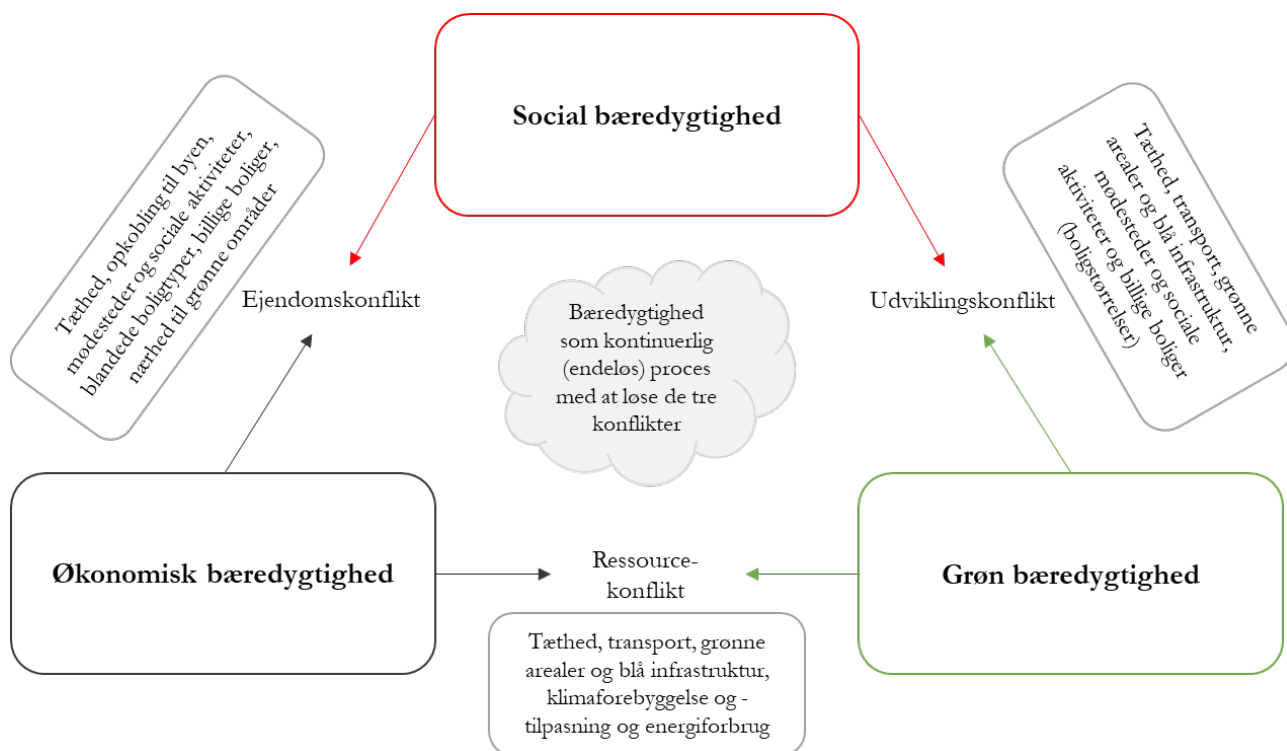 Social bæredygtighed
Tæthed, opkobling til byen,
mødesteder og sociale aktiviteter,
blandede boligtyper, billige boliger,
nærhed til grønne områder
Tæthed, transport, grønne
arealer og blå infrastruktur,
mødesteder og sociale
aktiviteter og billige boliger
(boligstørrelser)
Ejendomskonflikt
Bæredygtighed
som kontinuerlig
(endeløs) proces
med at løse de tre
konflikter
Udviklingskonflikt
Økonomisk bæredygtighed
Ressource-
konflikt
Grøn bæredygtighed
Tæthed, transport, grønne
arealer og blå infrastruktur,
klimaforebyggelse og -
tilpasning og energiforbrug